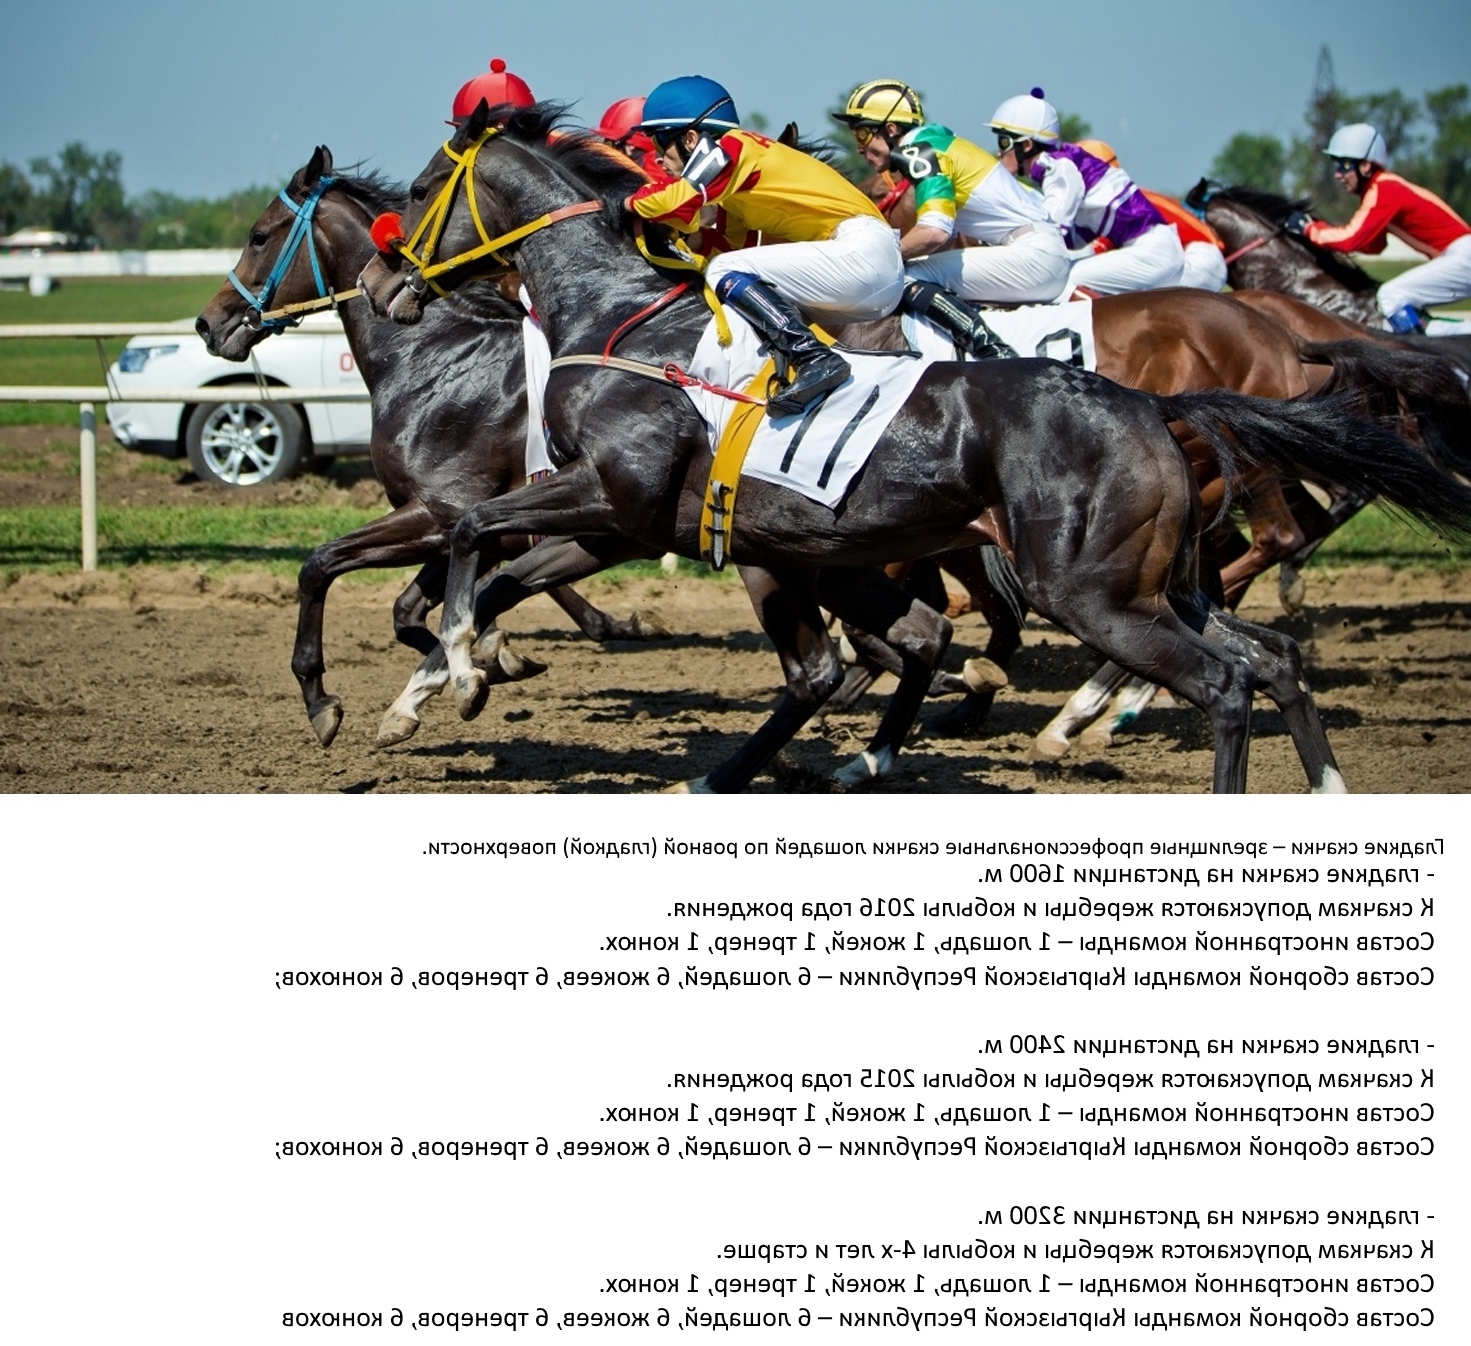 8
11
Гладкие скачки – зрелищные профессиональные скачки лошадей по ровной (гладкой) поверхности.
- гладкие скачки на дистанции 1600 м.
К скачкам допускаются жеребцы и кобылы 2016 года рождения.
Состав иностранной команды – 1 лошадь, 1 жокей, 1 тренер, 1 конюх.
Состав сборной команды Кыргызской Республики – 6 лошадей, 6 жокеев, 6 тренеров, 6 конюхов;
- гладкие скачки на дистанции 2400 м.
К скачкам допускаются жеребцы и кобылы 2015 года рождения.
Состав иностранной команды – 1 лошадь, 1 жокей, 1 тренер, 1 конюх.
Состав сборной команды Кыргызской Республики – 6 лошадей, 6 жокеев, 6 тренеров, 6 конюхов;
- гладкие скачки на дистанции 3200 м.
К скачкам допускаются жеребцы и кобылы 4-х лет и старше.
Состав иностранной команды – 1 лошадь, 1 жокей, 1 тренер, 1 конюх.
Состав сборной команды Кыргызской Республики – 6 лошадей, 6 жокеев, 6 тренеров, 6 конюхов